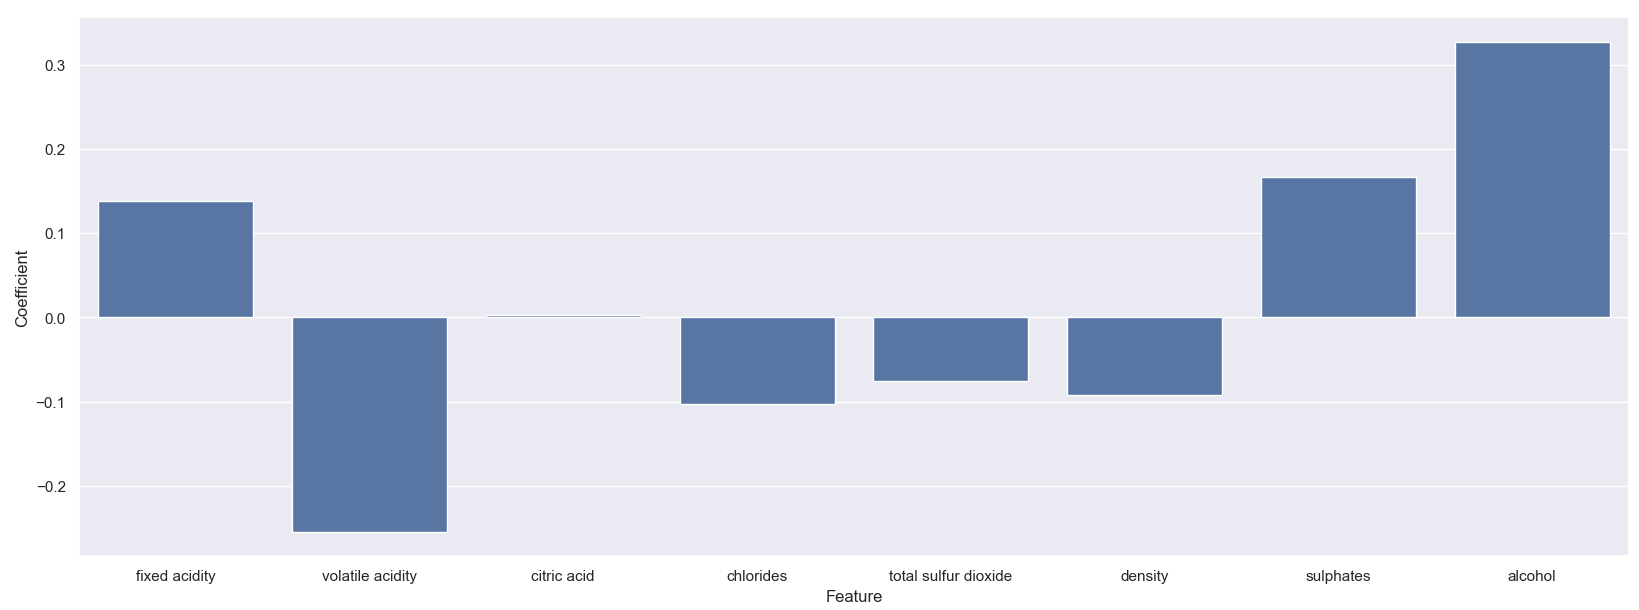 Coefficient
0.3
0.2
0.1
0.0
−0.1
−0.2
fixed acidity
volatile acidity
citric acid
chlorides
total sulfur dioxide
density
sulphates
alcohol
Feature